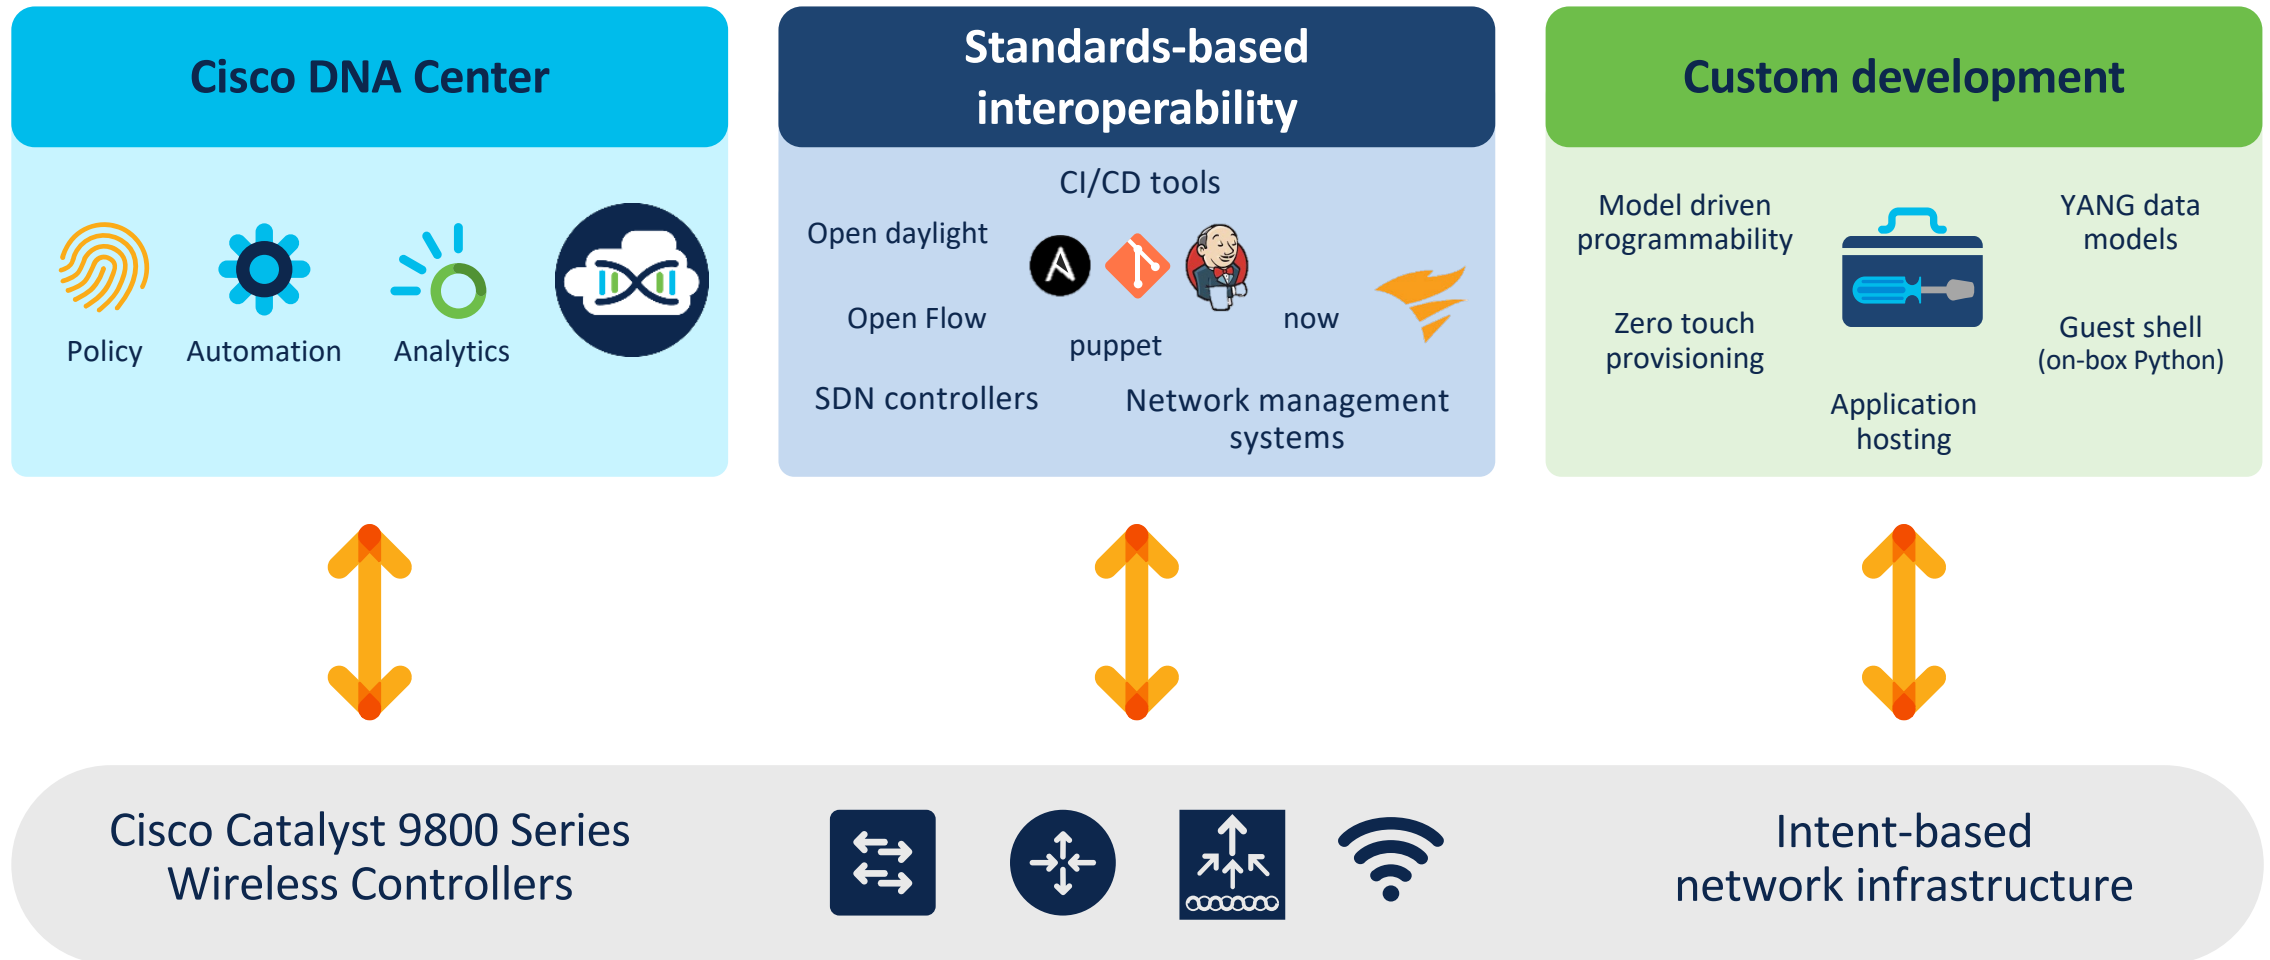 Cisco DNA Center
Policy
Automation
Analytics
Standards-based
interoperability
CI/CD tools
Open daylight
Open Flow
puppet
now
SDN controllers
Network management
systems
Custom development
Model driven
programmability
YANG data
models
Zero touch
provisioning
Guest shell
(on-box Python)
Application
hosting
Cisco Catalyst 9800 Series
Wireless Controllers
Intent-based
network infrastructure